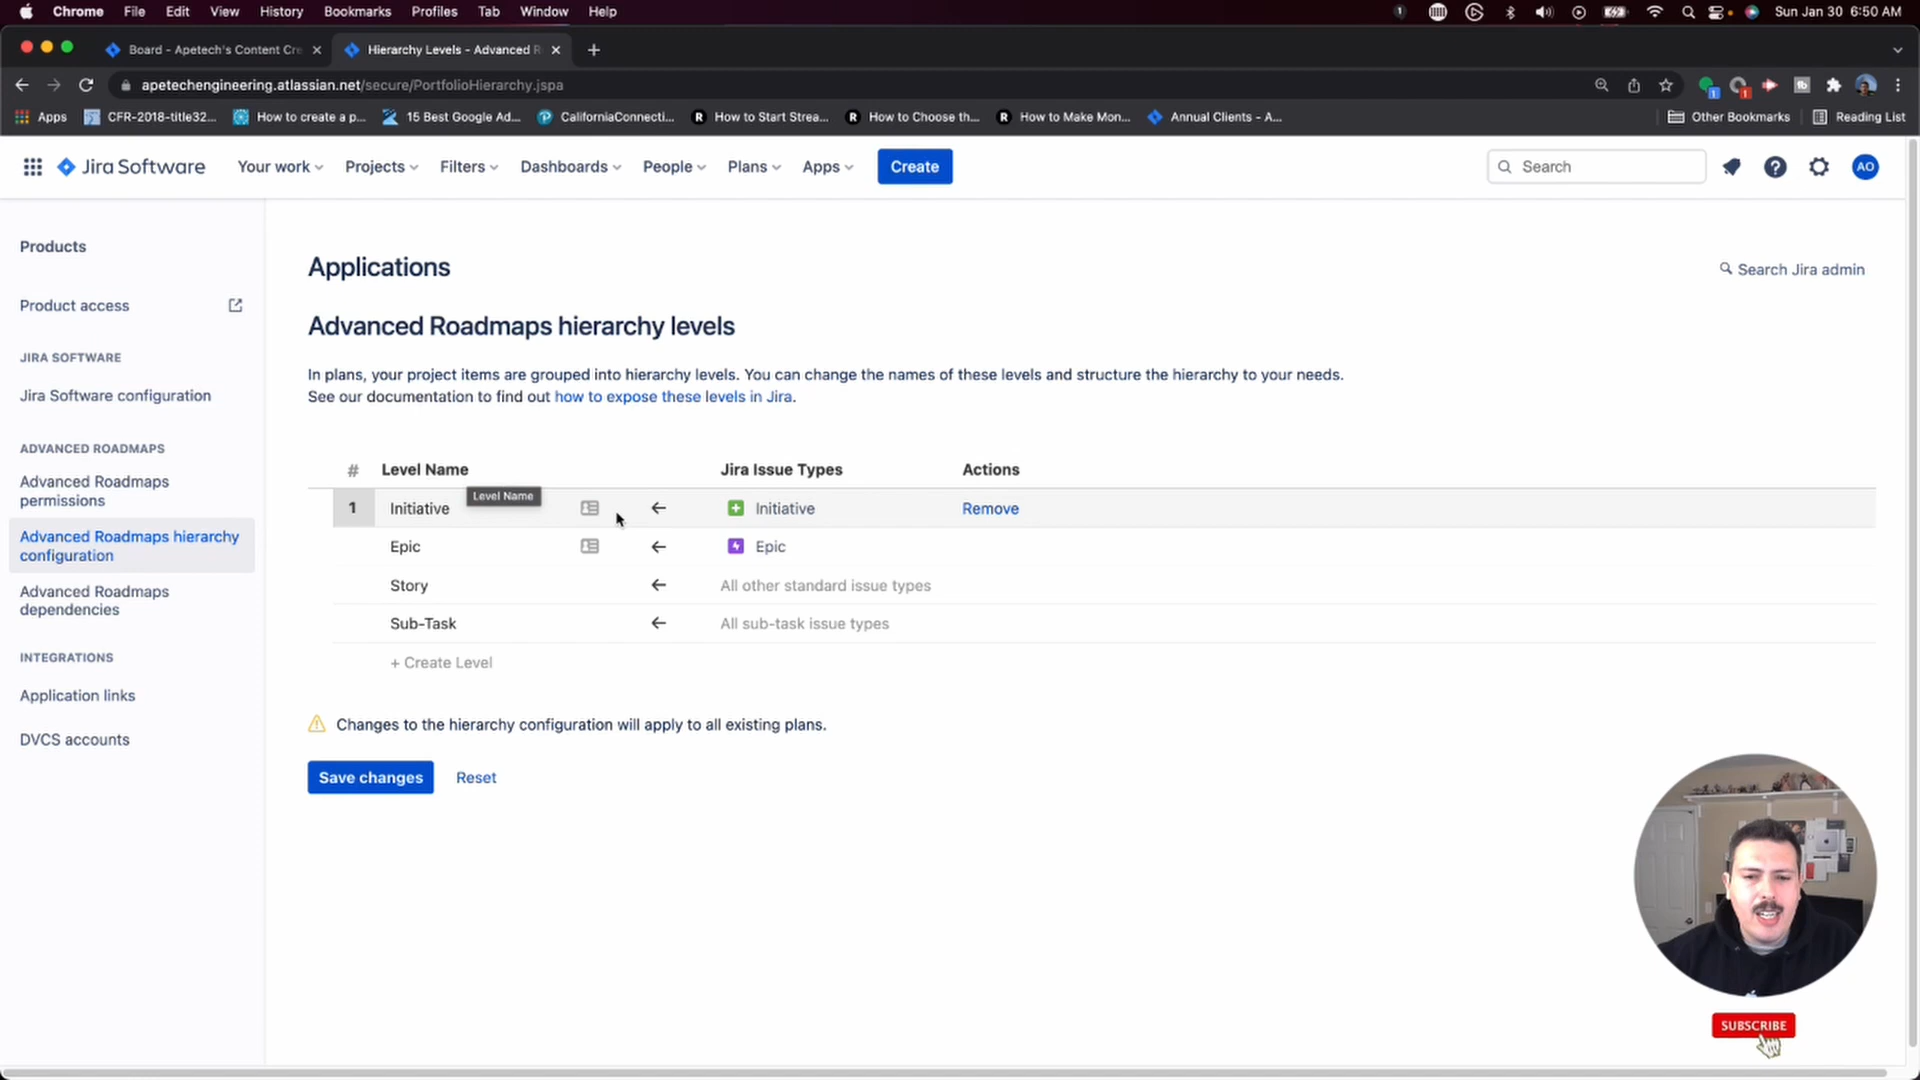 Chrome File Edit View History Bookmarks Profiles Tab Window Help Sun Jan 30 6:50 AM
Board - Apetech's Content Cre Hierarchy Levels - Advanced R
apetechengineering.atlassian.net/secure/PortfolioHierarchy.jspa
Apps CFR-2018-title32... How to create a p... 15 Best Google Ad... CaliforniaConnecti... How to Start Strea... How to Choose th... How to Make Mon... Annual Clients - A... Other Bookmarks Reading List
Jira Software Your work Projects Filters Dashboards People Plans Apps Create Search AO
Products
Product access
JIRA SOFTWARE
Jira Software configuration
ADVANCED ROADMAPS
Advanced Roadmaps
permissions
Advanced Roadmaps hierarchy
configuration
Advanced Roadmaps
dependencies
INTEGRATIONS
Application links
DVCS accounts
Applications
Search Jira admin
Advanced Roadmaps hierarchy levels
In plans, your project items are grouped into hierarchy levels. You can change the names of these levels and structure the hierarchy to your needs.
See our documentation to find out how to expose these levels in Jira.
# Level Name Jira Issue Types Actions
Level Name
1 Initiative Initiative Remove
Epic Epic
Story All other standard issue types
Sub-Task All sub-task issue types
+ Create Level
Changes to the hierarchy configuration will apply to all existing plans.
Save changes Reset
SUBSCRIBE